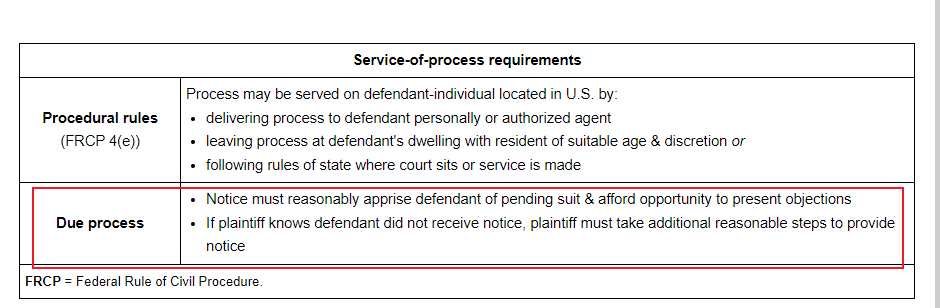 Service-of-process requirements
Procedural rules
(FRCP 4(e))
Process may be served on defendant-individual located in U.S. by:
• delivering process to defendant personally or authorized agent
• leaving process at defendant's dwelling with resident of suitable age & discretion or
• following rules of state where court sits or service is made
Due process
• Notice must reasonably apprise defendant of pending suit & afford opportunity to present objections
• If plaintiff knows defendant did not receive notice, plaintiff must take additional reasonable steps to provide
notice
FRCP = Federal Rule of Civil Procedure.